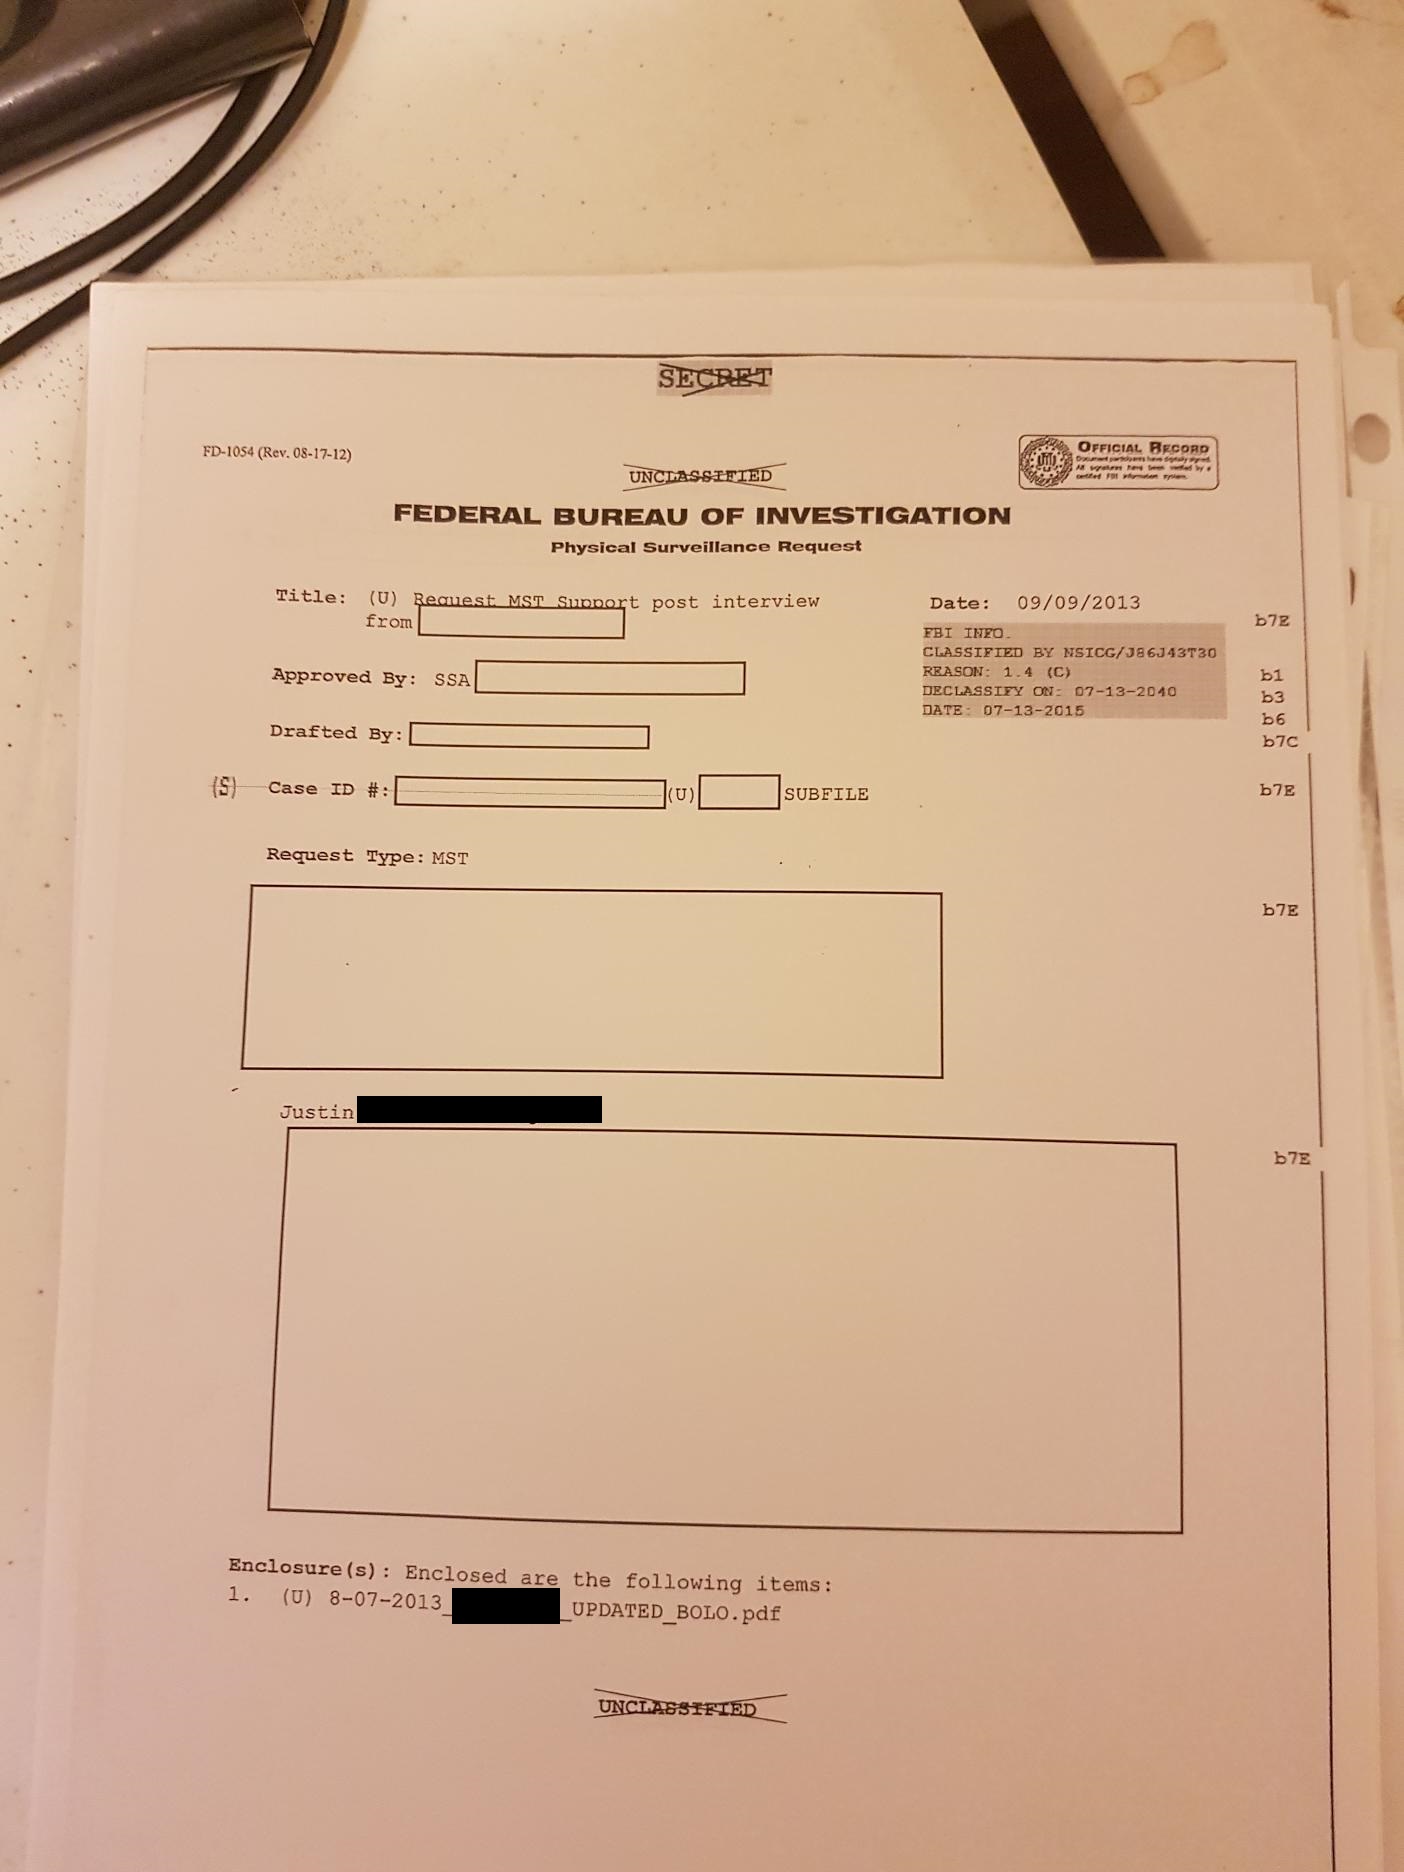 SECRET
FD-1054 (Rev. 08-17-12)
UNCLASSIFIED
OFFICIAL RECORD
Document participants have digitally signed.
All signatures have been verified by a
certified FBI information system.
FEDERAL BUREAU OF INVESTIGATION
Physical Surveillance Request
Title: (U) Request MST Support post interview
from
Date: 09/09/2013
b7E
FBI INFO.
CLASSIFIED BY NSICG/J86J43T30
REASON: 1.4 (C)
DECLASSIFY ON: 07-13-2040
DATE: 07-13-2015
b1
b3
b6
b7C
Approved By: SSA
Drafted By:
(S) Case ID #: (U) SUBFILE
b7E
Request Type: MST
b7E
Justin
b7E
Enclosure(s): Enclosed are the following items:
1. (U) 8-07-2013_ _UPDATED_BOLO.pdf
UNCLASSIFIED